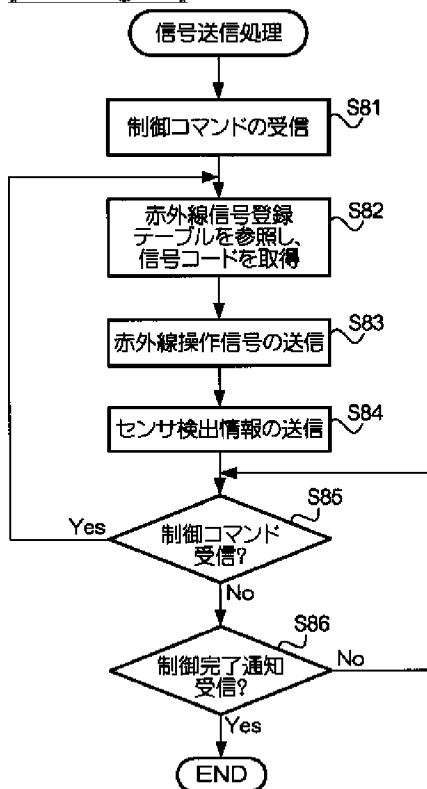 信号送信処理
S81
制御コマンドの受信
S82
赤外線信号登録
テーブルを参照し、
信号コードを取得
S83
赤外線操作信号の送信
S84
センサ検出情報の送信
S85
制御コマンド
受信?
Yes
No
S86
制御完了通知
受信?
No
Yes
END